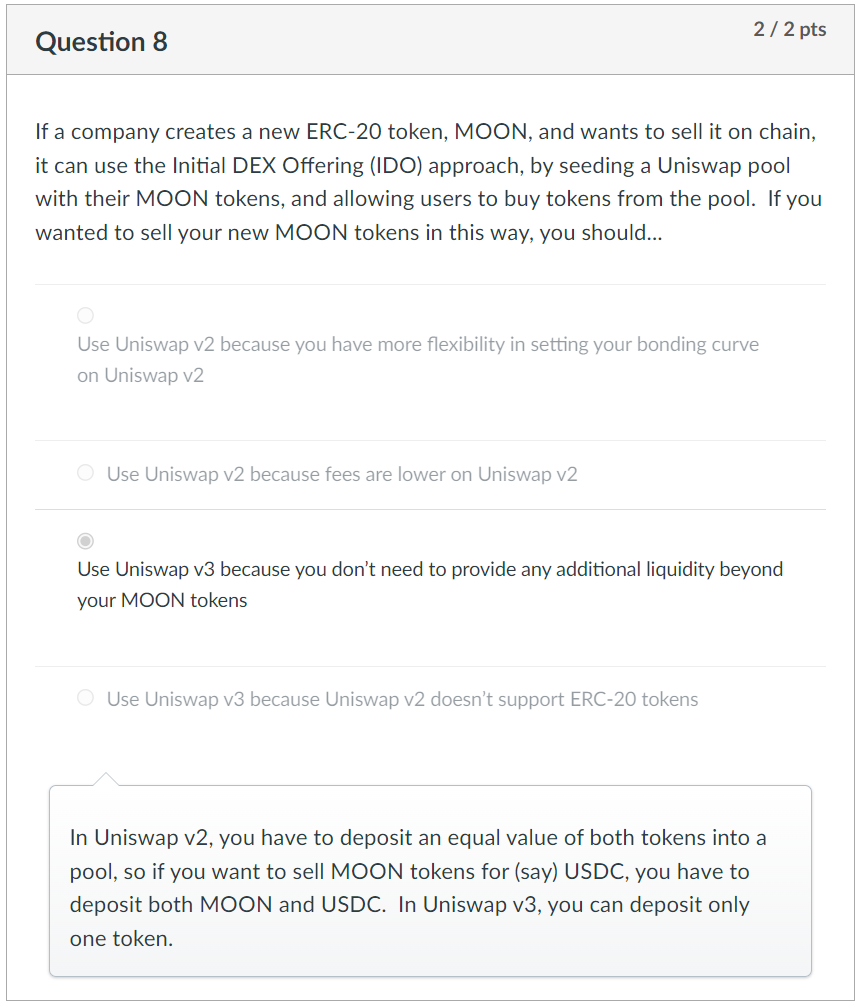 Question 8
2 / 2 pts
If a company creates a new ERC-20 token, MOON, and wants to sell it on chain,
it can use the Initial DEX Offering (IDO) approach, by seeding a Uniswap pool
with their MOON tokens, and allowing users to buy tokens from the pool.  If you
wanted to sell your new MOON tokens in this way, you should...
Use Uniswap v2 because you have more flexibility in setting your bonding curve
on Uniswap v2
Use Uniswap v2 because fees are lower on Uniswap v2
Use Uniswap v3 because you don’t need to provide any additional liquidity beyond
your MOON tokens
Use Uniswap v3 because Uniswap v2 doesn’t support ERC-20 tokens
In Uniswap v2, you have to deposit an equal value of both tokens into a
pool, so if you want to sell MOON tokens for (say) USDC, you have to
deposit both MOON and USDC.  In Uniswap v3, you can deposit only
one token.